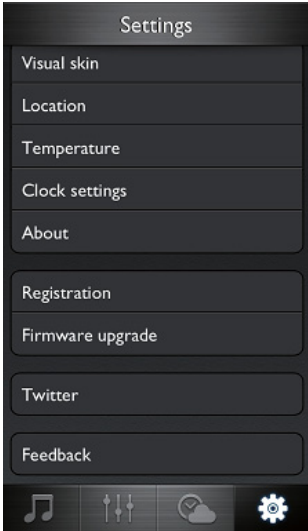 Settings
Visual skin
Location
Temperature
Clock settings
About
Registration
Firmware upgrade
Twitter
Feedback